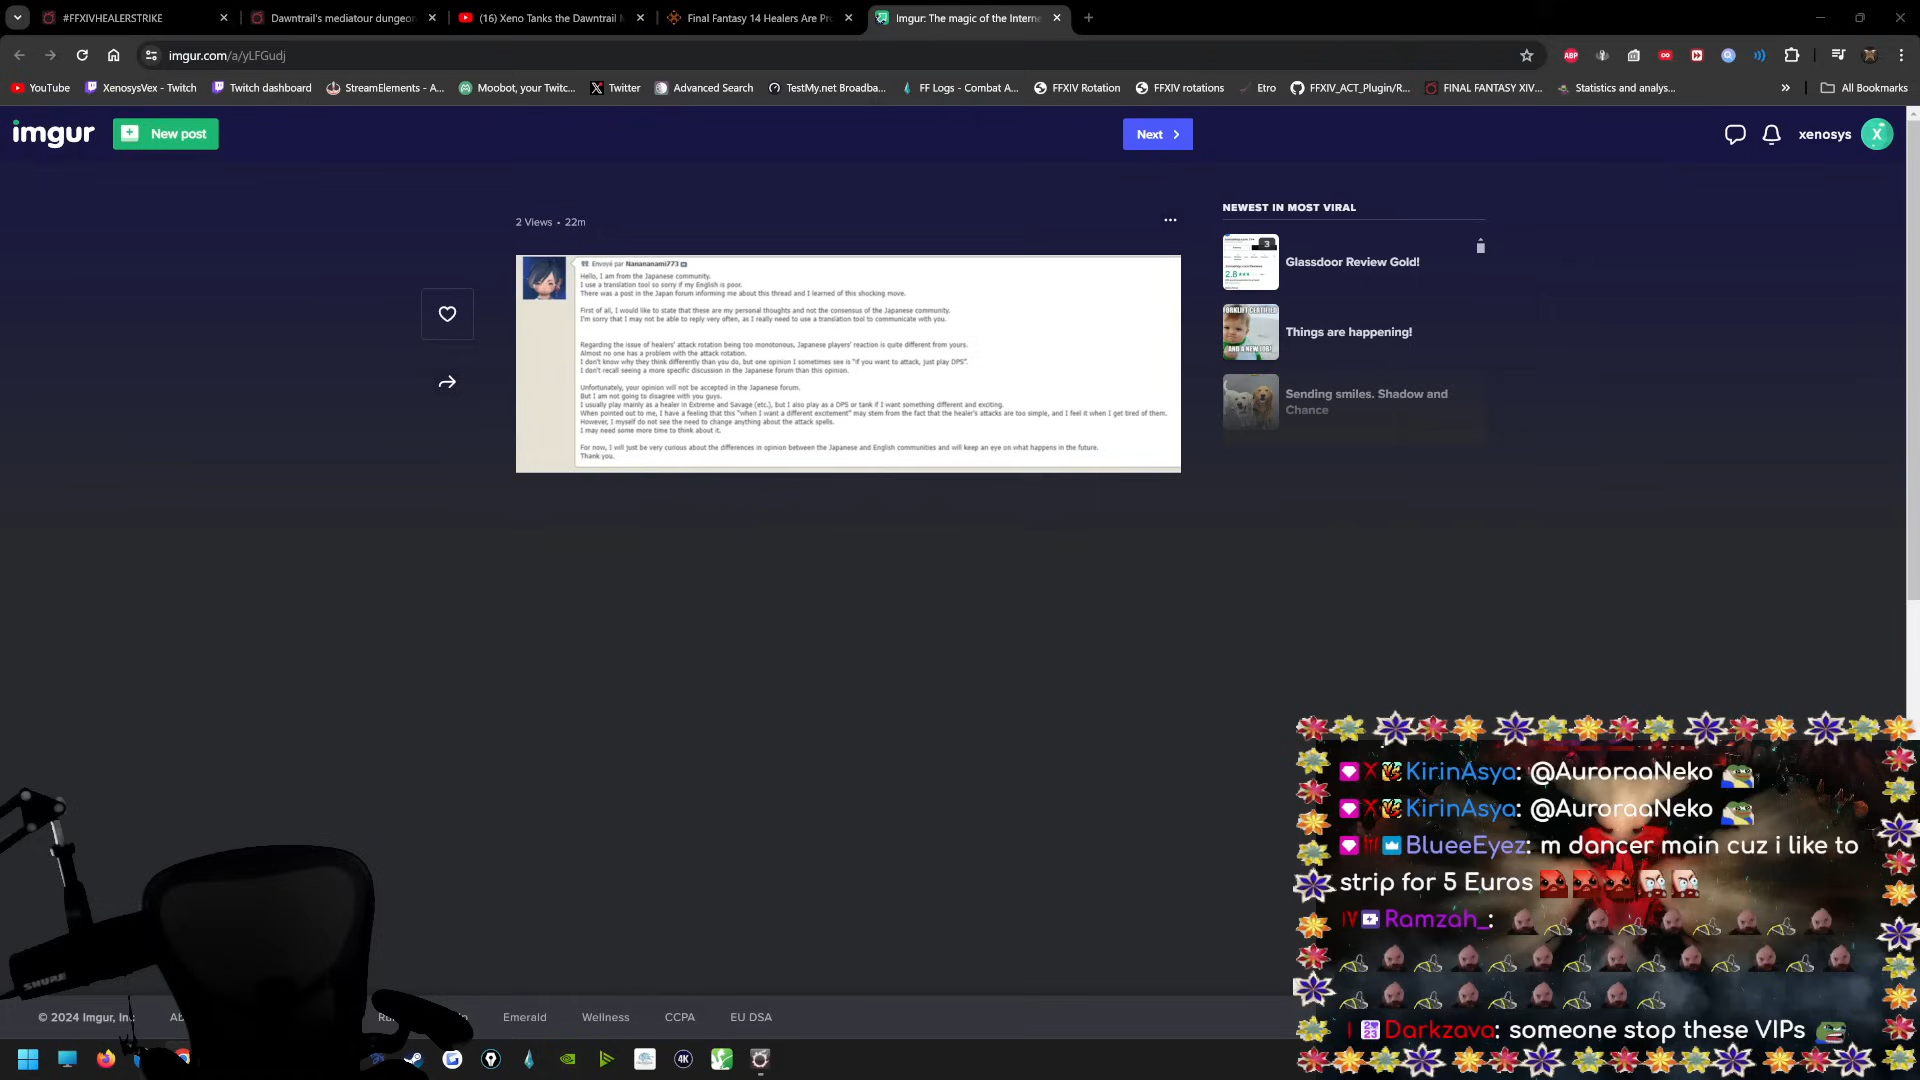 #FFXIVHEALERSTRIKE
Dawntrail's mediatour dungeon
(16) Xeno Tanks the Dawntrail
Final Fantasy 14 Healers Are Pr
Imgur: The magic of the Interne
imgur.com/a/yLFGudj
YouTube
XenosysVex - Twitch
Twitch dashboard
StreamElements - A...
Moobot, your Twitc...
Twitter
Advanced Search
TestMy.net Broadba...
FF Logs - Combat A...
FFXIV Rotation
FFXIV rotations
Etro
FFXIV_ACT_Plugin/R...
FINAL FANTASY XIV...
Statistics and analys...
All Bookmarks
imgur
New post
Next
xenosys
X
2 Views • 22m
NEWEST IN MOST VIRAL
3
2.8
Glassdoor Review Gold!
FORKLIFT CERTIFIED
AND A NEW JOB!
Things are happening!
Sending smiles. Shadow and
Chance
Envoyé par Nanananami773
Hello, I am from the Japanese community.
I use a translation tool so sorry if my English is poor.
There was a post in the Japan forum informing me about this thread and I learned of this shocking move.
First of all, I would like to state that these are my personal thoughts and not the consensus of the Japanese community.
I'm sorry that I may not be able to reply very often, as I really need to use a translation tool to communicate with you.
Regarding the issue of healers' attack rotation being too monotonous, Japanese players' reaction is quite different from yours.
Almost no one has a problem with the attack rotation.
I don't know why they think differently than you do, but one opinion I sometimes see is "if you want to attack, just play DPS".
I don't recall seeing a more specific discussion in the Japanese forum than this opinion.
Unfortunately, your opinion will not be accepted in the Japanese forum.
But I am not going to disagree with you guys.
I usually play mainly as a healer in Extreme and Savage (etc.), but I also play as a DPS or tank if I want something different and exciting.
When pointed out to me, I have a feeling that this "when I want a different excitement" may stem from the fact that the healer's attacks are too simple, and I feel it when I get tired of them.
However, I myself do not see the need to change anything about the attack spells.
I may need some more time to think about it.
For now, I will just be very curious about the differences in opinion between the Japanese and English communities and will keep an eye on what happens in the future.
Thank you.
KirinAsya: @AuroraaNeko
KirinAsya: @AuroraaNeko
BlueeEyez: m dancer main cuz i like to
strip for 5 Euros
Ramzah_:
Darkzava: someone stop these VIPs
SHURE
© 2024 Imgur, Inc
Ab
Ru
Emerald
Wellness
CCPA
EU DSA
4K